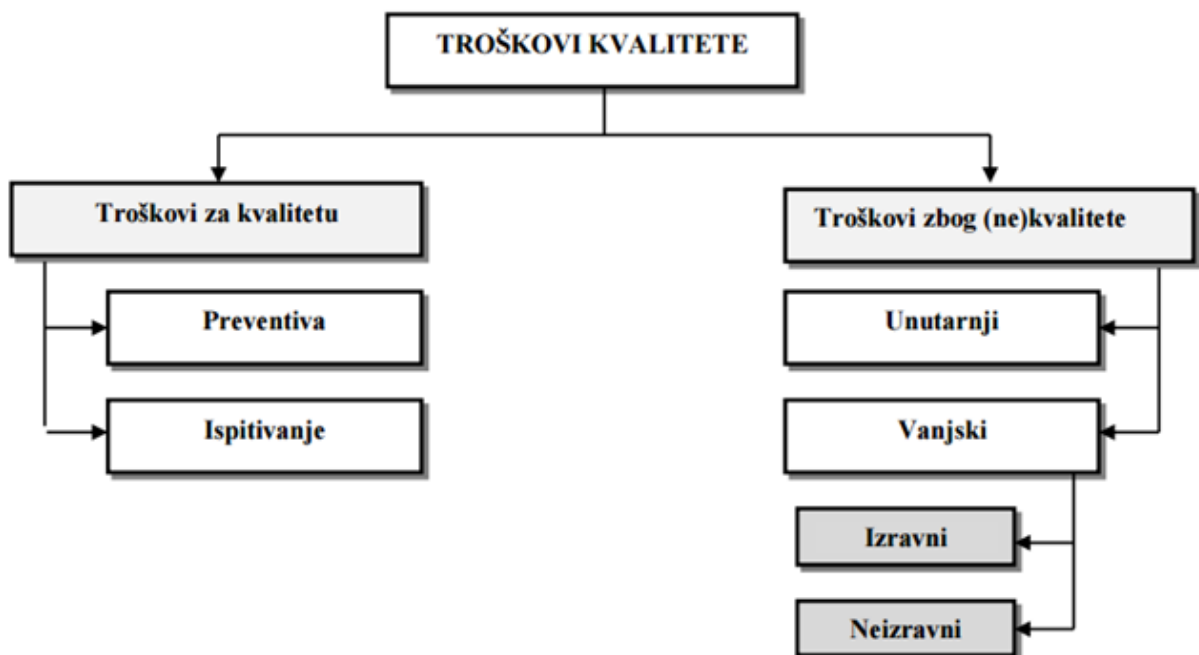 TROŠKOVI KVALITETE
Troškovi za kvalitetu
Preventiva
Ispitivanje
Troškovi zbog (ne)kvalitete
Unutarnji
Vanjski
Izravni
Neizravni